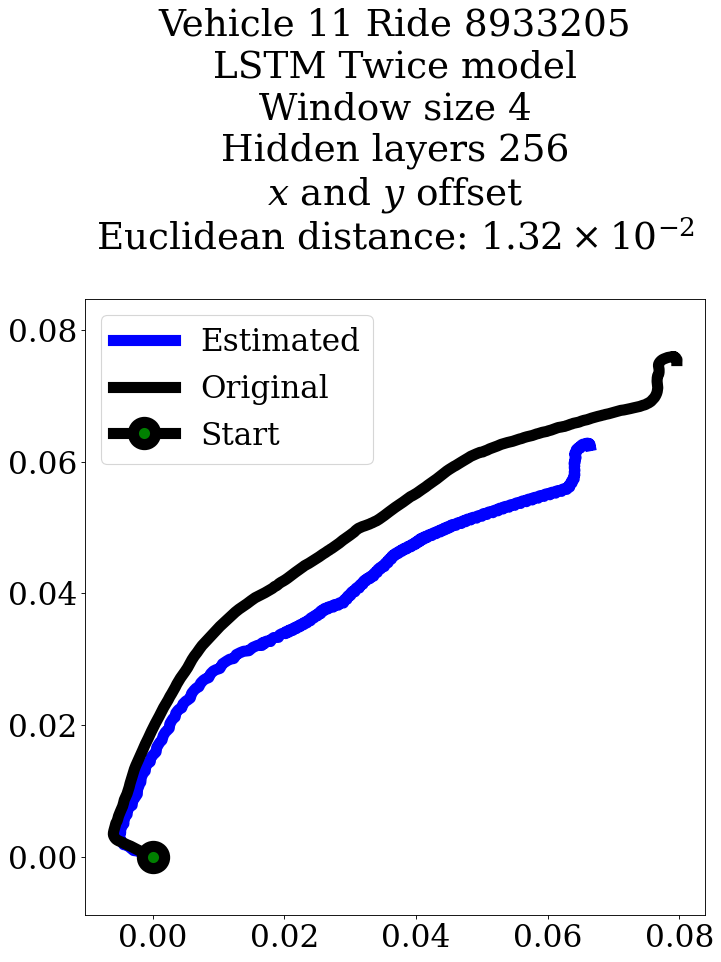 Vehicle 11 Ride 8933205
LSTM Twice model
Window size 4
Hidden layers 256
x and y offset
Euclidean distance: 1.32 × 10⁻²
Estimated
Original
Start
0.08
0.06
0.04
0.02
0.00
0.00 0.02 0.04 0.06 0.08